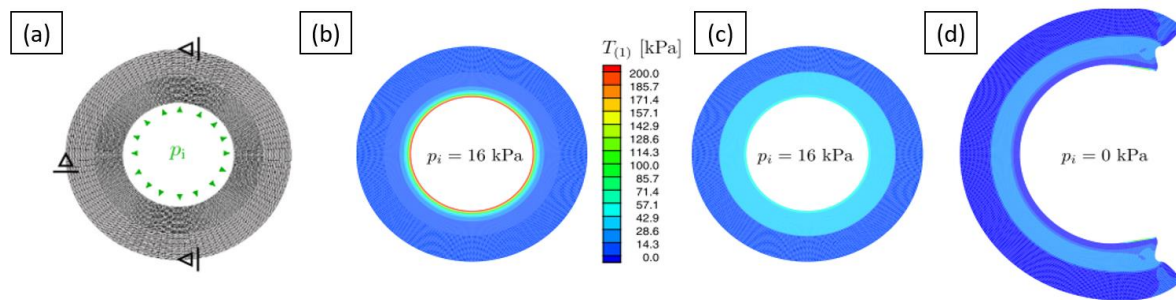 (a)
p_i
(b)
p_i = 16 kPa
T_(1) [kPa]
200.0
185.7
171.4
157.1
142.9
128.6
114.3
100.0
85.7
71.4
57.1
42.9
28.6
14.3
0.0
(c)
p_i = 16 kPa
(d)
p_i = 0 kPa